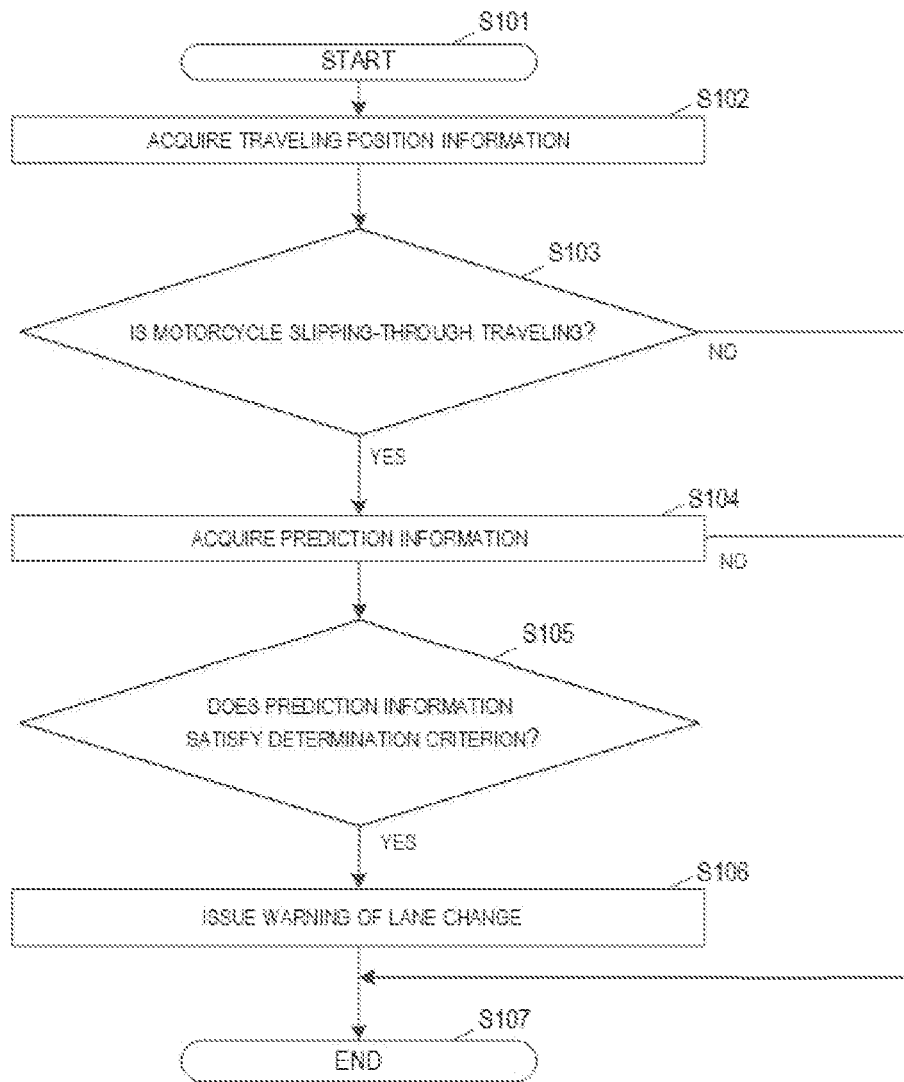 S101
START
S102
ACQUIRE TRAVELING POSITION INFORMATION
S103
IS MOTORCYCLE SLIPPING-THROUGH TRAVELING?
NO
YES
S104
ACQUIRE PREDICTION INFORMATION
NO
S105
DOES PREDICTION INFORMATION
SATISFY DETERMINATION CRITERION?
YES
S106
ISSUE WARNING OF LANE CHANGE
S107
END